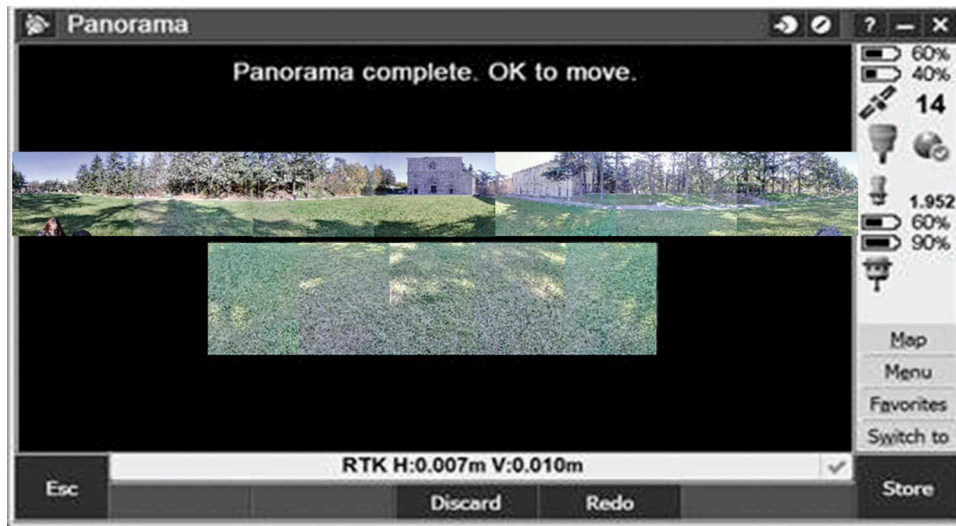 Panorama
? — ×
Panorama complete. OK to move.
60%
40%
14
1.952
60%
90%
Map
Menu
Favorites
Switch to
RTK H:0.007m V:0.010m
Esc
Discard
Redo
Store